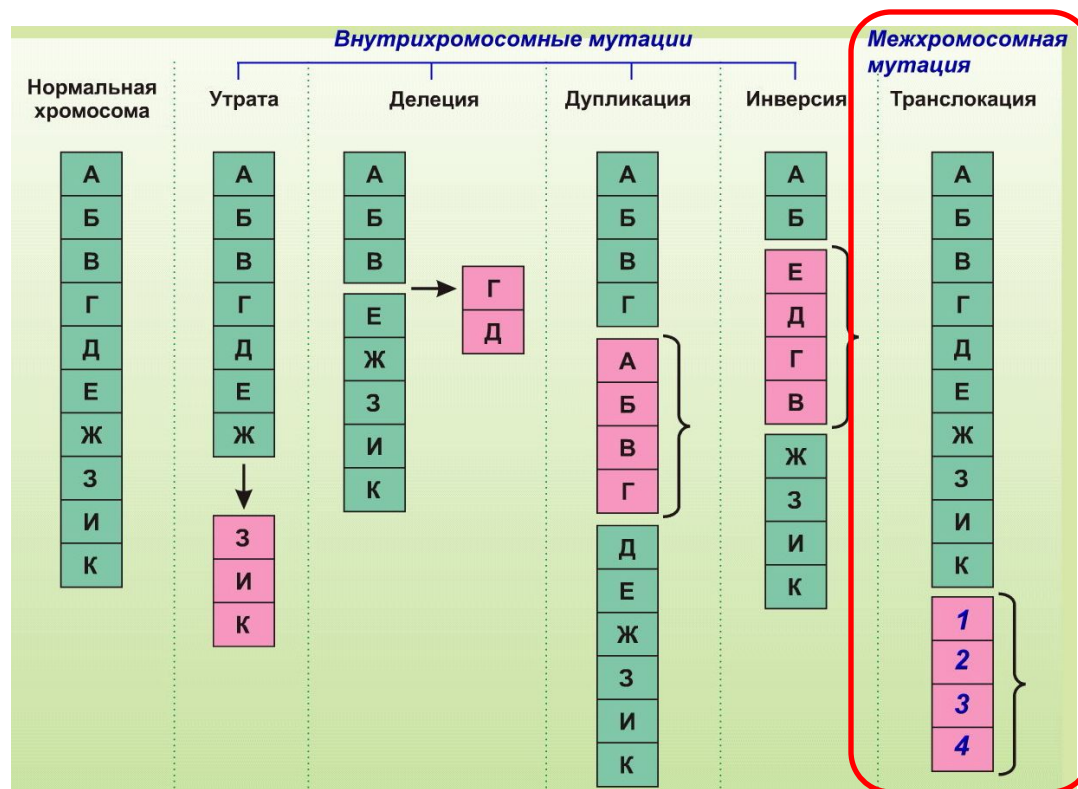 Внутрихромосомные мутации
Межхромосомная
мутация
Нормальная
хромосома
Утрата
Делеция
Дупликация
Инверсия
Транслокация
А
Б
В
Г
Д
Е
Ж
З
И
К
А
Б
В
Г
Д
Е
Ж
З
И
К
А
Б
В
Е
Ж
З
И
К
Г
Д
А
Б
В
Г
А
Б
В
Г
Д
Е
Ж
З
И
К
А
Б
Е
Д
Г
В
Ж
З
И
К
А
Б
В
Г
Д
Е
Ж
З
И
К
1
2
3
4